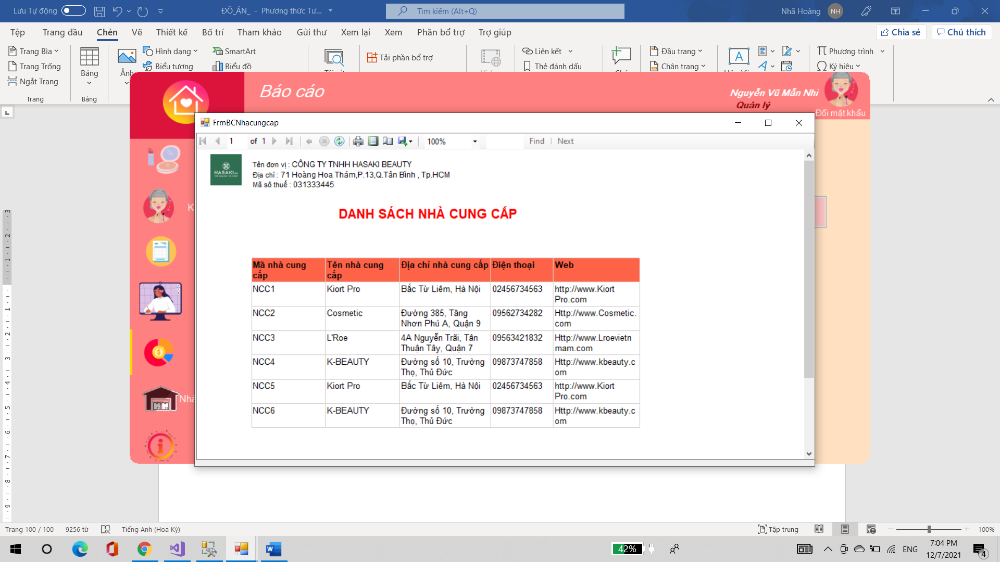 Lưu Tự động
ĐỒ_ÁN_ - Phương thức Tư...
Tìm kiếm (Alt+Q)
Nhã Hoàng
NH
Tệp
Trang đầu
Chèn
Vẽ
Thiết kế
Bố trí
Tham khảo
Gửi thư
Xem lại
Xem
Phần bổ trợ
Trợ giúp
Chia sẻ
Chú thích
Trang Bìa
Trang Trống
Ngắt Trang
Trang
Bảng
Bảng
Ảnh
Hình dạng
Biểu tượng
SmartArt
Biểu đồ
Tải phần bổ trợ
Liên kết
Thẻ đánh dấu
Đầu trang
Chân trang
A
Phương trình
Ký hiệu
Báo cáo
Nguyễn Vũ Mẫn Nhi
Quản lý
Đổi mật khẩu
FrmBCNhacungcap
1 of 1
100%
Find | Next
HASAKI
Tên đơn vị : CÔNG TY TNHH HASAKI BEAUTY
Địa chỉ : 71 Hoàng Hoa Thám,P.13,Q.Tân Bình , Tp.HCM
Mã số thuế : 031333445
DANH SÁCH NHÀ CUNG CẤP
Mã nhà cung cấp Tên nhà cung cấp Địa chỉ nhà cung cấp Điện thoại Web
NCC1 Kiort Pro Bắc Từ Liêm, Hà Nội 02456734563 http://www.Kiort Pro.com
NCC2 Cosmetic Đường 385, Tăng Nhơn Phú A, Quận 9 09562734282 Http://www.Cosmetic.com
NCC3 L'Roe 4A Nguyễn Trãi, Tân Thuận Tây, Quận 7 09563421832 Http://www.Lroevietnmam.com
NCC4 K-BEAUTY Đường số 10, Trường Thọ, Thủ Đức 09873747858 Http://www.kbeauty.com
NCC5 Kiort Pro Bắc Từ Liêm, Hà Nội 02456734563 http://www.Kiort Pro.com
NCC6 K-BEAUTY Đường số 10, Trường Thọ, Thủ Đức 09873747858 Http://www.kbeauty.com
Trang 100 / 100
9256 từ
Tiếng Anh (Hoa Kỳ)
Tập trung
100%
42%
ENG
7:04 PM
12/7/2021
4